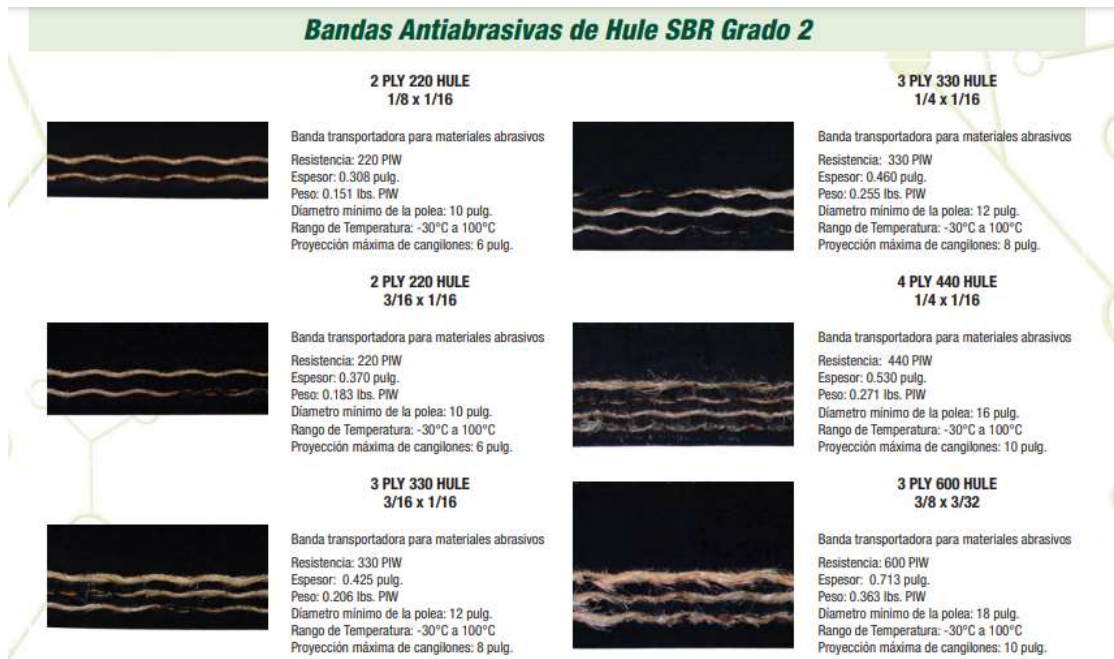 Bandas Antiabrasivas de Hule SBR Grado 2
2 PLY 220 HULE
1/8 x 1/16
Banda transportadora para materiales abrasivos
Resistencia: 220 PIW
Espesor: 0.308 pulg.
Peso: 0.151 lbs. PIW
Díametro mínimo de la polea: 10 pulg.
Rango de Temperatura: -30°C a 100°C
Proyección máxima de cangilones: 6 pulg.
2 PLY 220 HULE
3/16 x 1/16
Banda transportadora para materiales abrasivos
Resistencia: 220 PIW
Espesor: 0.370 pulg.
Peso: 0.183 lbs. PIW
Díametro mínimo de la polea: 10 pulg.
Rango de Temperatura: -30°C a 100°C
Proyección máxima de cangilones: 6 pulg.
3 PLY 330 HULE
3/16 x 1/16
Banda transportadora para materiales abrasivos
Resistencia: 330 PIW
Espesor: 0.425 pulg.
Peso: 0.206 lbs. PIW
Díametro mínimo de la polea: 12 pulg.
Rango de Temperatura: -30°C a 100°C
Proyección máxima de cangilones: 8 pulg.
3 PLY 330 HULE
1/4 x 1/16
Banda transportadora para materiales abrasivos
Resistencia: 330 PIW
Espesor: 0.460 pulg.
Peso: 0.255 lbs. PIW
Díametro mínimo de la polea: 12 pulg.
Rango de Temperatura: -30°C a 100°C
Proyección máxima de cangilones: 8 pulg.
4 PLY 440 HULE
1/4 x 1/16
Banda transportadora para materiales abrasivos
Resistencia: 440 PIW
Espesor: 0.530 pulg.
Peso: 0.271 lbs. PIW
Díametro mínimo de la polea: 16 pulg.
Rango de Temperatura: -30°C a 100°C
Proyección máxima de cangilones: 10 pulg.
3 PLY 600 HULE
3/8 x 3/32
Banda transportadora para materiales abrasivos
Resistencia: 600 PIW
Espesor: 0.713 pulg.
Peso: 0.363 lbs. PIW
Díametro mínimo de la polea: 18 pulg.
Rango de Temperatura: -30°C a 100°C
Proyección máxima de cangilones: 10 pulg.